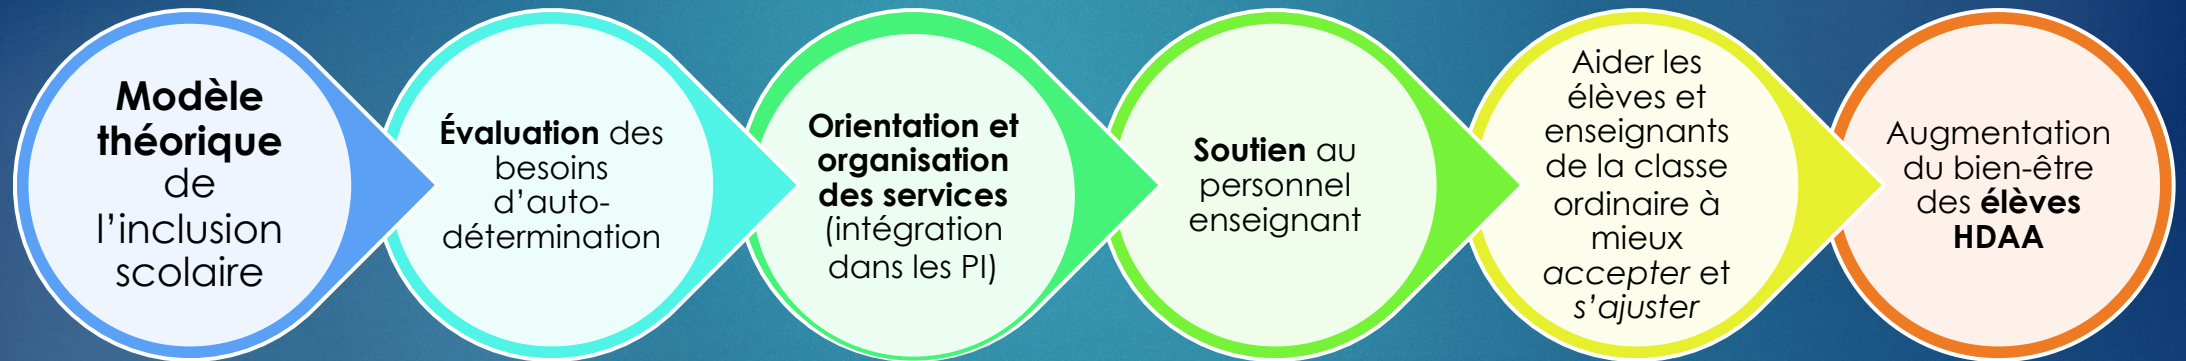 Modèle
théorique
de
l’inclusion
scolaire
Évaluation des
besoins
d’auto-
détermination
Orientation et
organisation
des services
(intégration
dans les PI)
Soutien au
personnel
enseignant
Aider les
élèves et
enseignants
de la classe
ordinaire à
mieux
accepter et
s’ajuster
Augmentation
du bien-être
des élèves
HDAA